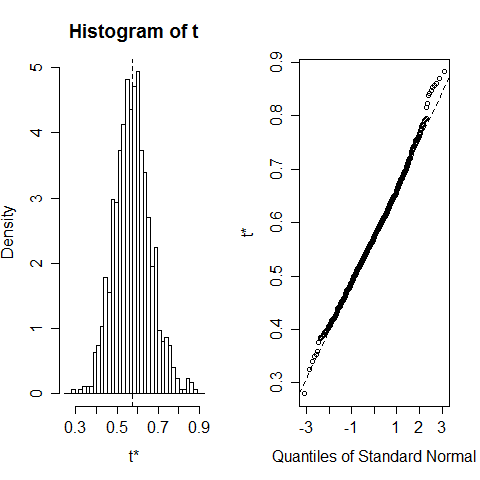 Histogram of t
Density
0 1 2 3 4 5
0.3 0.5 0.7 0.9
t*
t*
0.3 0.4 0.5 0.6 0.7 0.8 0.9
-3 -1 1 2 3
Quantiles of Standard Normal